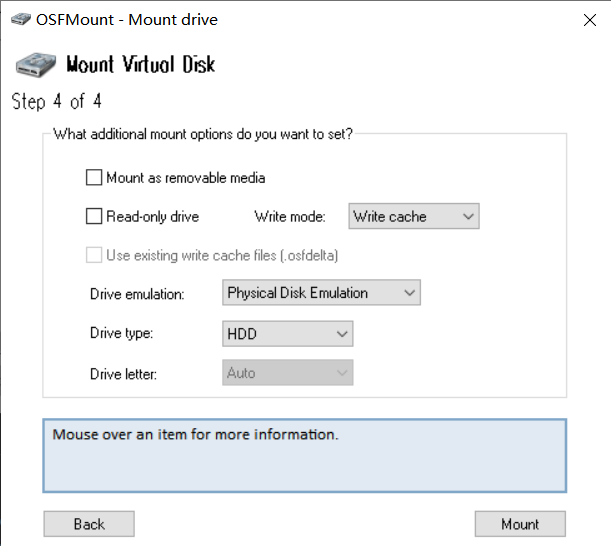 OSFMount - Mount drive
Mount Virtual Disk
Step 4 of 4
What additional mount options do you want to set?
Mount as removable media
Read-only drive Write mode: Write cache
Use existing write cache files (.osfdelta)
Drive emulation: Physical Disk Emulation
Drive type: HDD
Drive letter: Auto
Mouse over an item for more information.
Back Mount